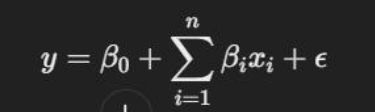 y = β₀ + ∑ᵢ₌₁ⁿ βᵢxᵢ + ϵ